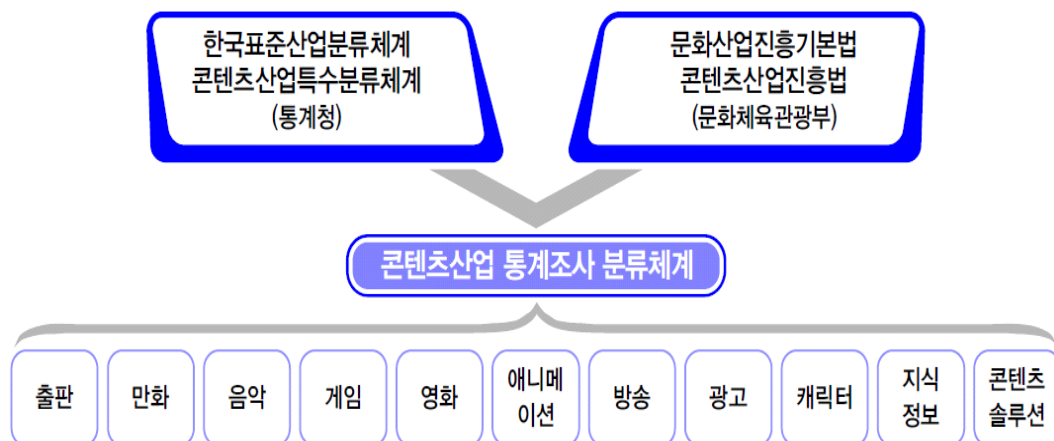 한국표준산업분류체계
콘텐츠산업특수분류체계
(통계청)
문화산업진흥기본법
콘텐츠산업진흥법
(문화체육관광부)
콘텐츠산업 통계조사 분류체계
출판
만화
음악
게임
영화
애니메
이션
방송
광고
캐릭터
지식
정보
콘텐츠
솔루션